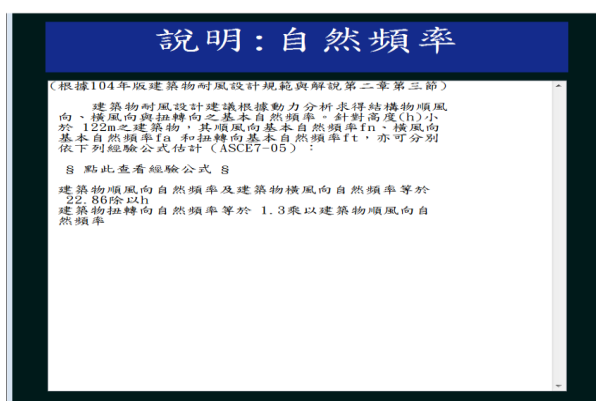 說明:自然頻率
(根據104年版建築物耐風設計規範與解說第二章第三節)
建築物耐風設計建議根據動力分析求得結構物順風
向、橫風向與扭轉向之基本自然頻率。針對高度(h)小
於 122m之建築物，其順風向基本自然頻率fn、橫風向
基本自然頻率fa 和扭轉向基本自然頻率ft，亦可分別
依下列經驗公式估計 (ASCE7-05)：
§ 點此查看經驗公式 §
建築物順風向自然頻率及建築物橫風向自然頻率等於
22.86除以h
建築物扭轉向自然頻率等於 1.3乘以建築物順風向自
然頻率